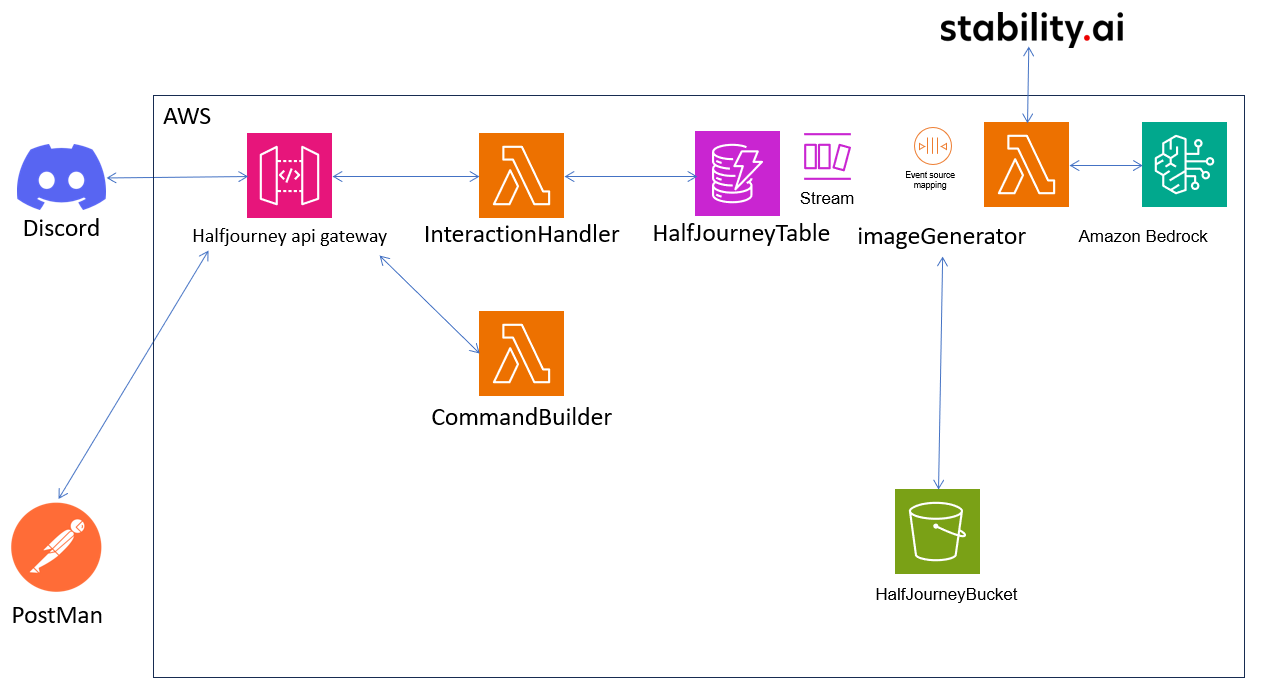 stability.ai
AWS
Discord
Halfjourney api gateway
InteractionHandler
HalfJourneyTable
Stream
Event source
mapping
imageGenerator
Amazon Bedrock
CommandBuilder
PostMan
HalfJourneyBucket